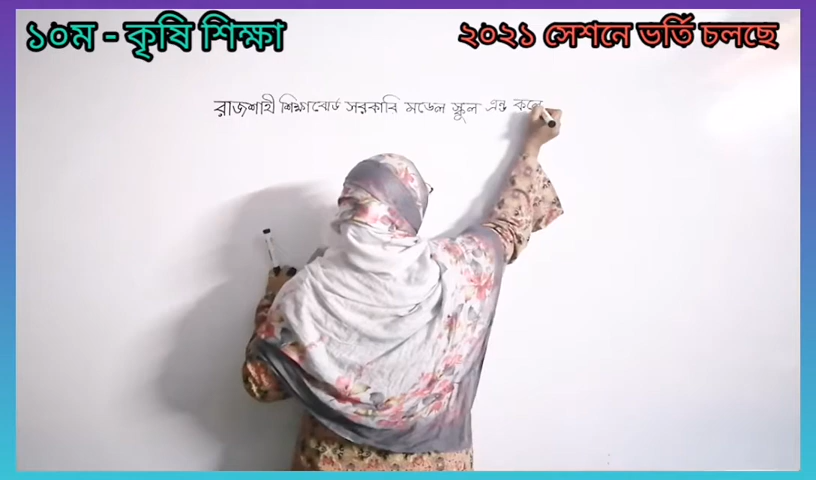 ১০ম - কৃষি শিক্ষা
২০২১ সেশনে ভর্তি চলছে
রাজশাহী শিক্ষাবোর্ড সরকারি মডেল স্কুল এন্ড কলে